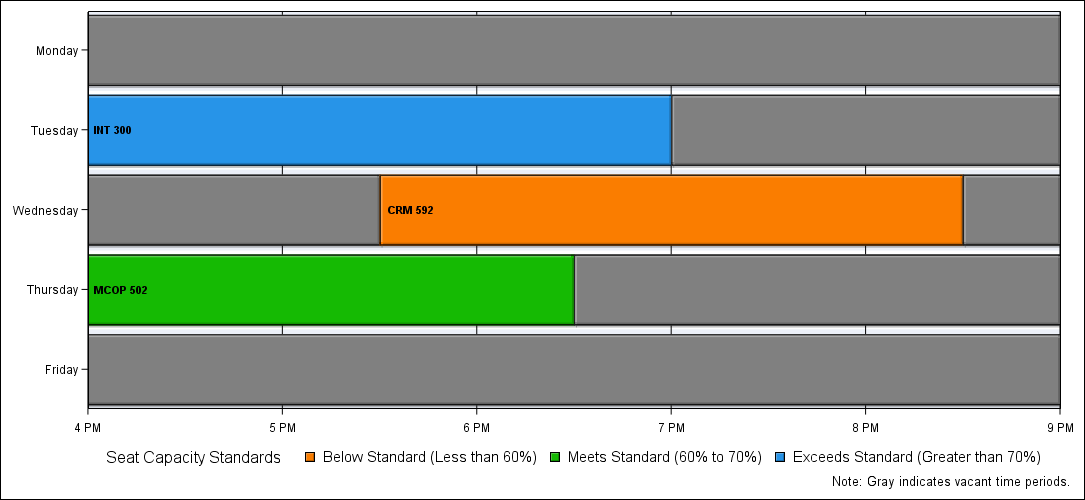 Monday
Tuesday
INT 300
Wednesday
CRM 592
Thursday
MCOP 502
Friday
4 PM 5 PM 6 PM 7 PM 8 PM 9 PM
Seat Capacity Standards Below Standard (Less than 60%) Meets Standard (60% to 70%) Exceeds Standard (Greater than 70%)
Note: Gray indicates vacant time periods.